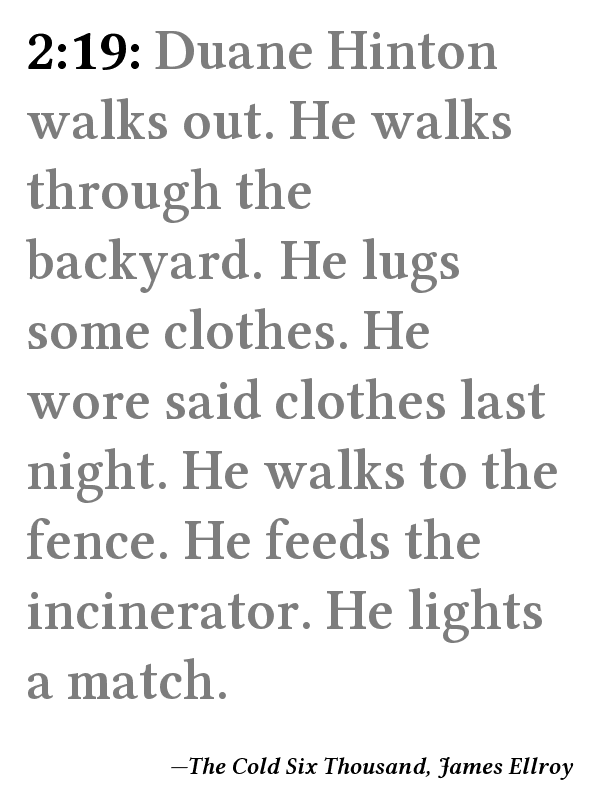 2:19: Duane Hinton
walks out. He walks
through the
backyard. He lugs
some clothes. He
wore said clothes last
night. He walks to the
fence. He feeds the
incinerator. He lights
a match.
—The Cold Six Thousand, James Ellroy